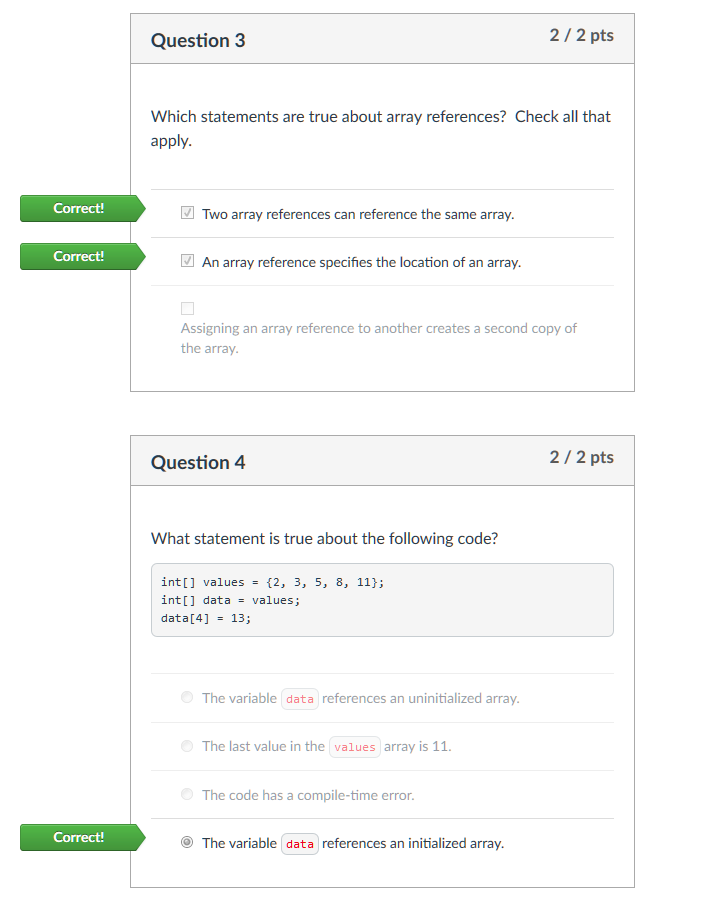 Question 3
2 / 2 pts
Which statements are true about array references? Check all that
apply.
Correct!
Two array references can reference the same array.
Correct!
An array reference specifies the location of an array.
Assigning an array reference to another creates a second copy of
the array.
Question 4
2 / 2 pts
What statement is true about the following code?
int[] values = {2, 3, 5, 8, 11};
int[] data = values;
data[4] = 13;
The variable data references an uninitialized array.
The last value in the values array is 11.
The code has a compile-time error.
Correct!
The variable data references an initialized array.